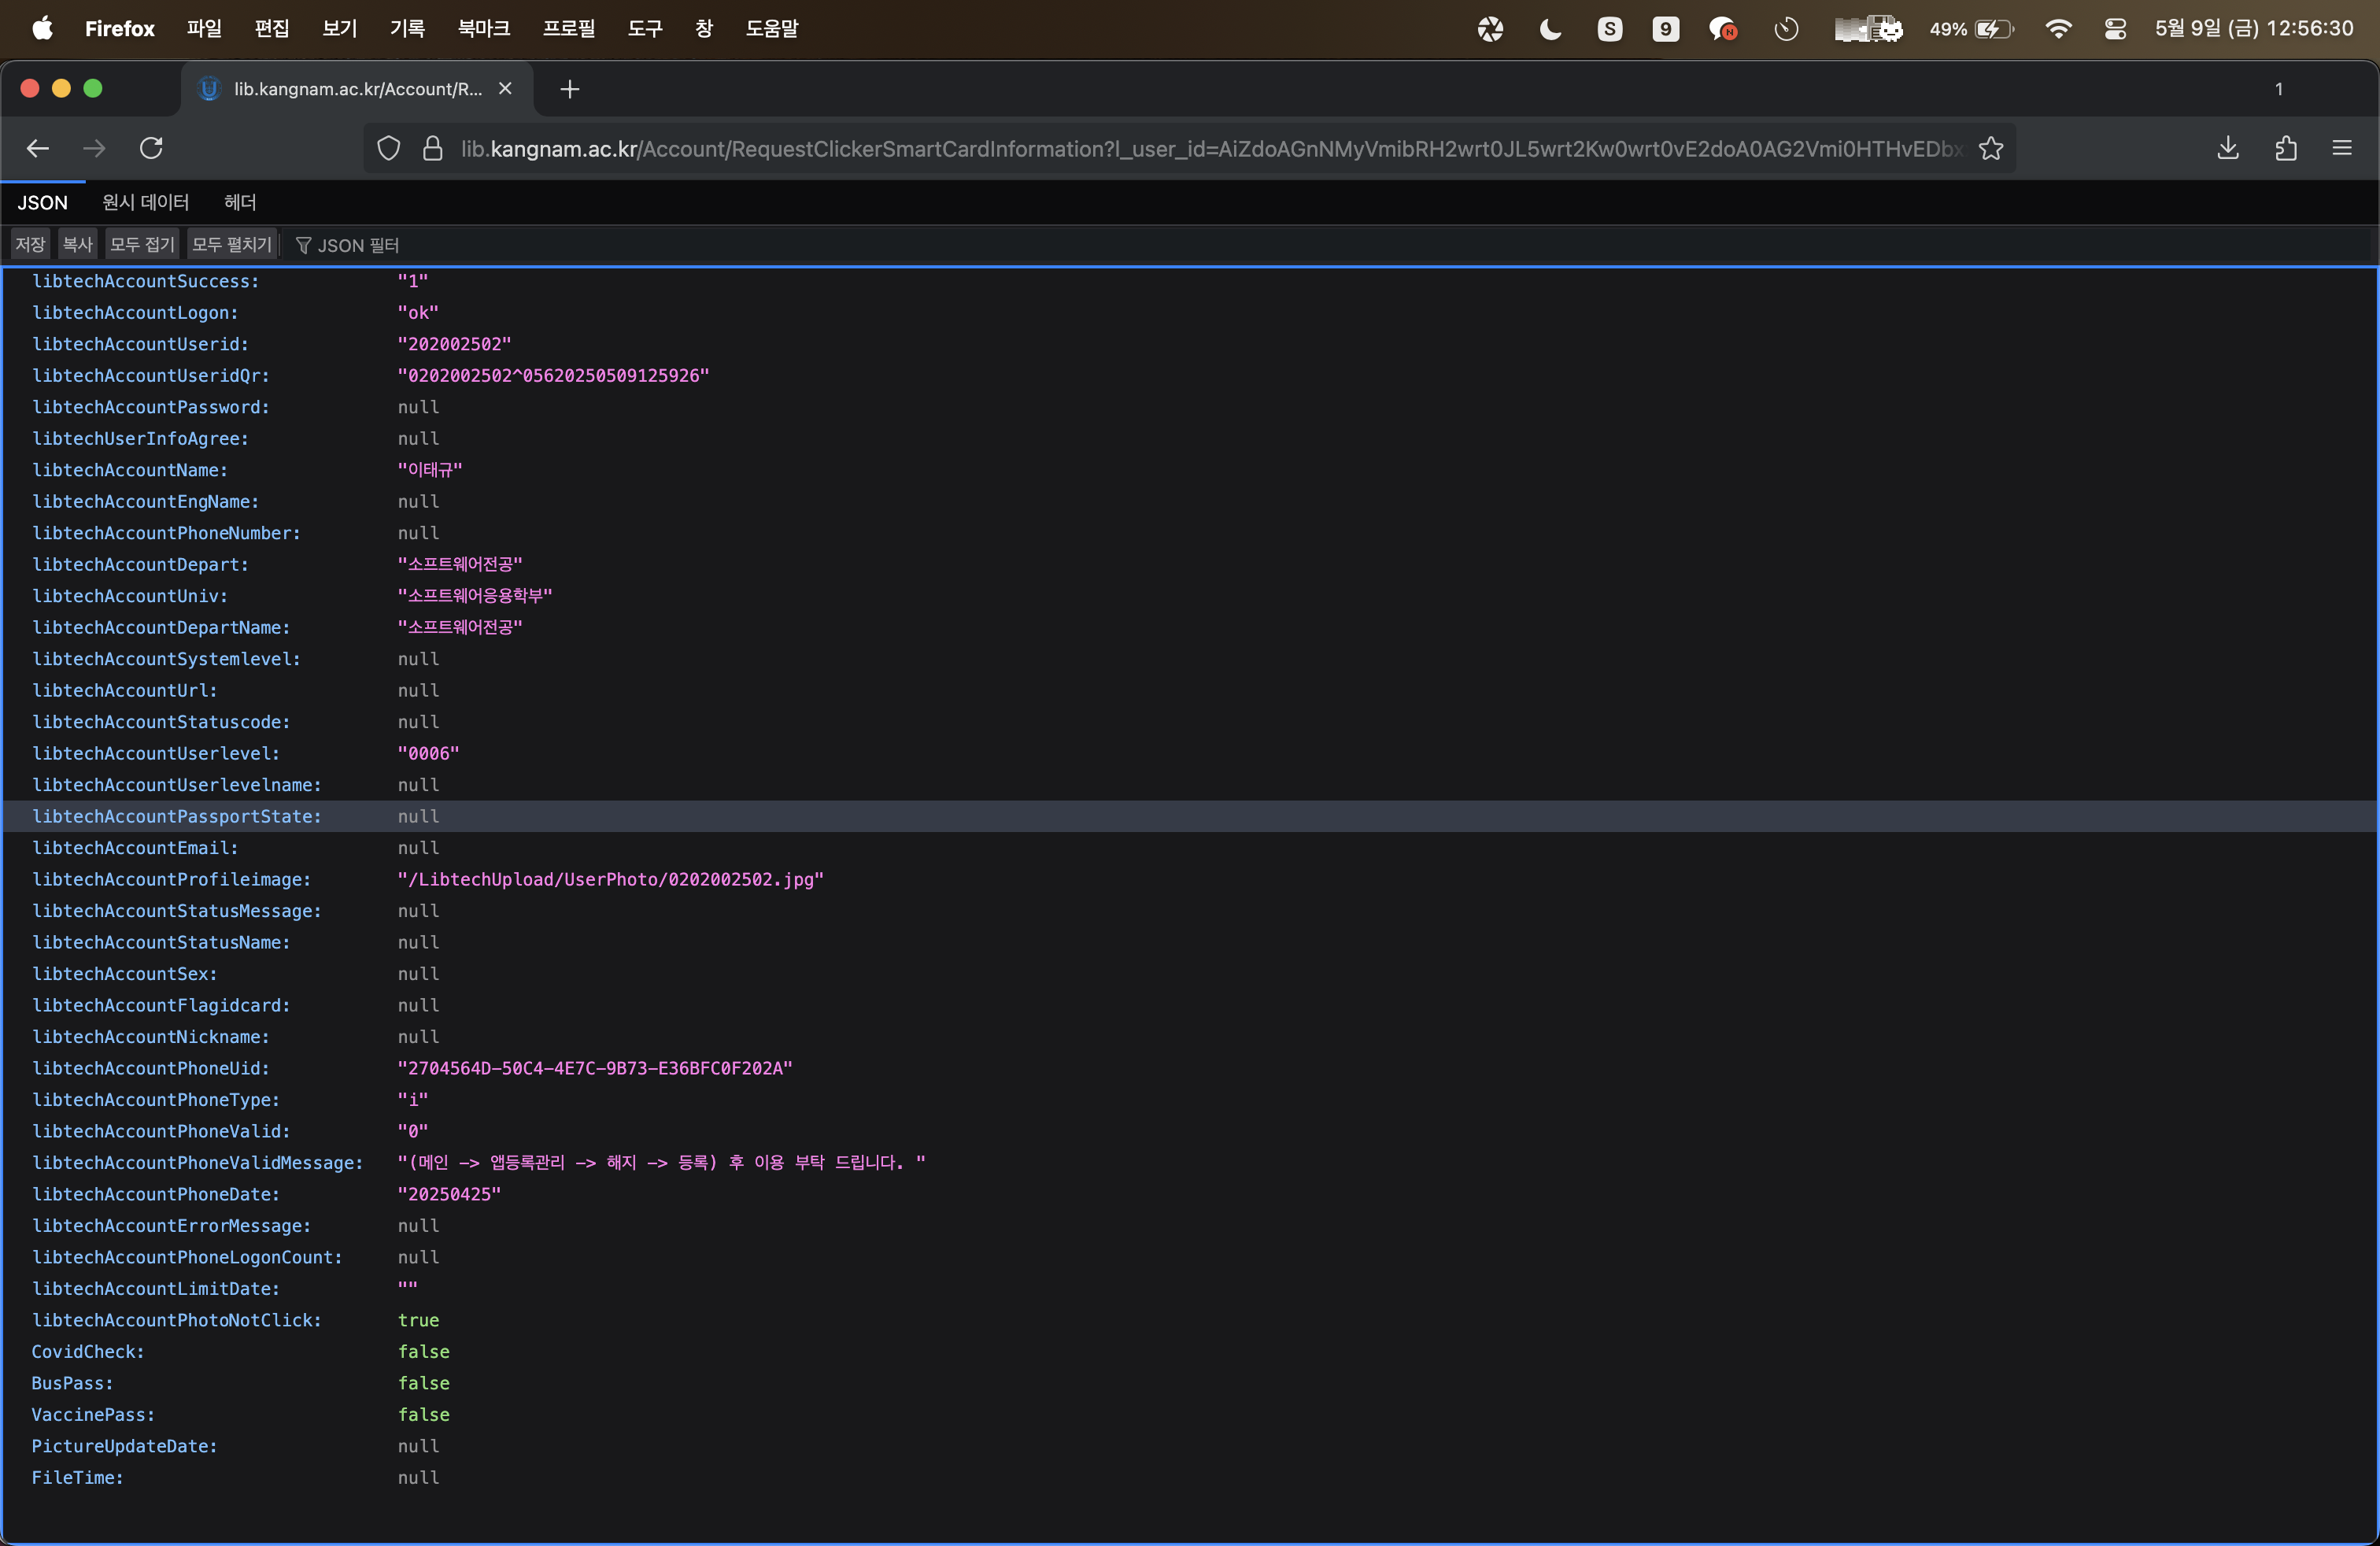 Firefox 파일 편집 보기 기록 북마크 프로필 도구 창 도움말 S 9 N 49% 5월 9일 (금) 12:56:30
lib.kangnam.ac.kr/Account/R... 1
lib.kangnam.ac.kr/Account/RequestClickerSmartCardInformation?l_user_id=AiZdoAGnNMyVmibRH2wrt0JL5wrt2Kw0wrt0vE2doA0AG2Vmi0HTHvEDbx
JSON 원시 데이터 헤더
저장 복사 모두 접기 모두 펼치기 JSON 필터
libtechAccountSuccess: "1"
libtechAccountLogon: "ok"
libtechAccountUserid: "202002502"
libtechAccountUseridQr: "0202002502^05620250509125926"
libtechAccountPassword: null
libtechUserInfoAgree: null
libtechAccountName: "이태규"
libtechAccountEngName: null
libtechAccountPhoneNumber: null
libtechAccountDepart: "소프트웨어전공"
libtechAccountUniv: "소프트웨어응용학부"
libtechAccountDepartName: "소프트웨어전공"
libtechAccountSystemlevel: null
libtechAccountUrl: null
libtechAccountStatuscode: null
libtechAccountUserlevel: "0006"
libtechAccountUserlevelname: null
libtechAccountPassportState: null
libtechAccountEmail: null
libtechAccountProfileimage: "/LibtechUpload/UserPhoto/0202002502.jpg"
libtechAccountStatusMessage: null
libtechAccountStatusName: null
libtechAccountSex: null
libtechAccountFlagidcard: null
libtechAccountNickname: null
libtechAccountPhoneUid: "2704564D-50C4-4E7C-9B73-E36BFC0F202A"
libtechAccountPhoneType: "i"
libtechAccountPhoneValid: "0"
libtechAccountPhoneValidMessage: "(메인 -> 앱등록관리 -> 해지 -> 등록) 후 이용 부탁 드립니다. "
libtechAccountPhoneDate: "20250425"
libtechAccountErrorMessage: null
libtechAccountPhoneLogonCount: null
libtechAccountLimitDate: ""
libtechAccountPhotoNotClick: true
CovidCheck: false
BusPass: false
VaccinePass: false
PictureUpdateDate: null
FileTime: null